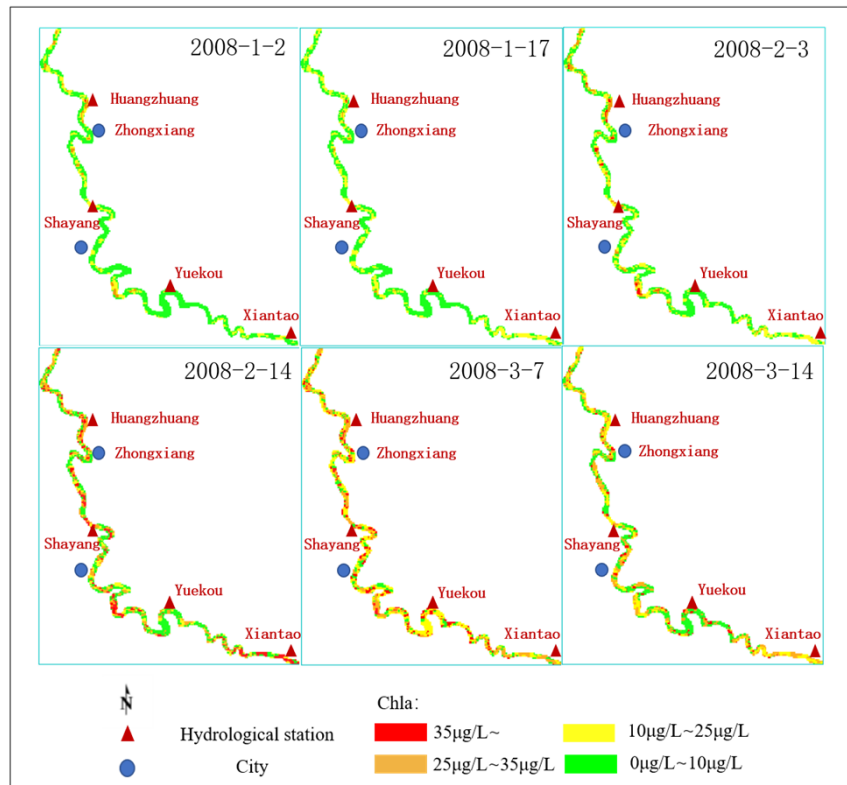 2008-1-2
Huangzhuang
Zhongxiang
Shayang
Yuekou
Xiantao
2008-1-17
Huangzhuang
Zhongxiang
Shayang
Yuekou
Xiantao
2008-2-3
Huangzhuang
Zhongxiang
Shayang
Yuekou
Xiantao
2008-2-14
Huangzhuang
Zhongxiang
Shayang
Yuekou
Xiantao
2008-3-7
Huangzhuang
Zhongxiang
Shayang
Yuekou
Xiantao
2008-3-14
Huangzhuang
Zhongxiang
Shayang
Yuekou
Xiantao
N
Hydrological station
City
Chla:
35μg/L~
10μg/L~25μg/L
25μg/L~35μg/L
0μg/L~10μg/L